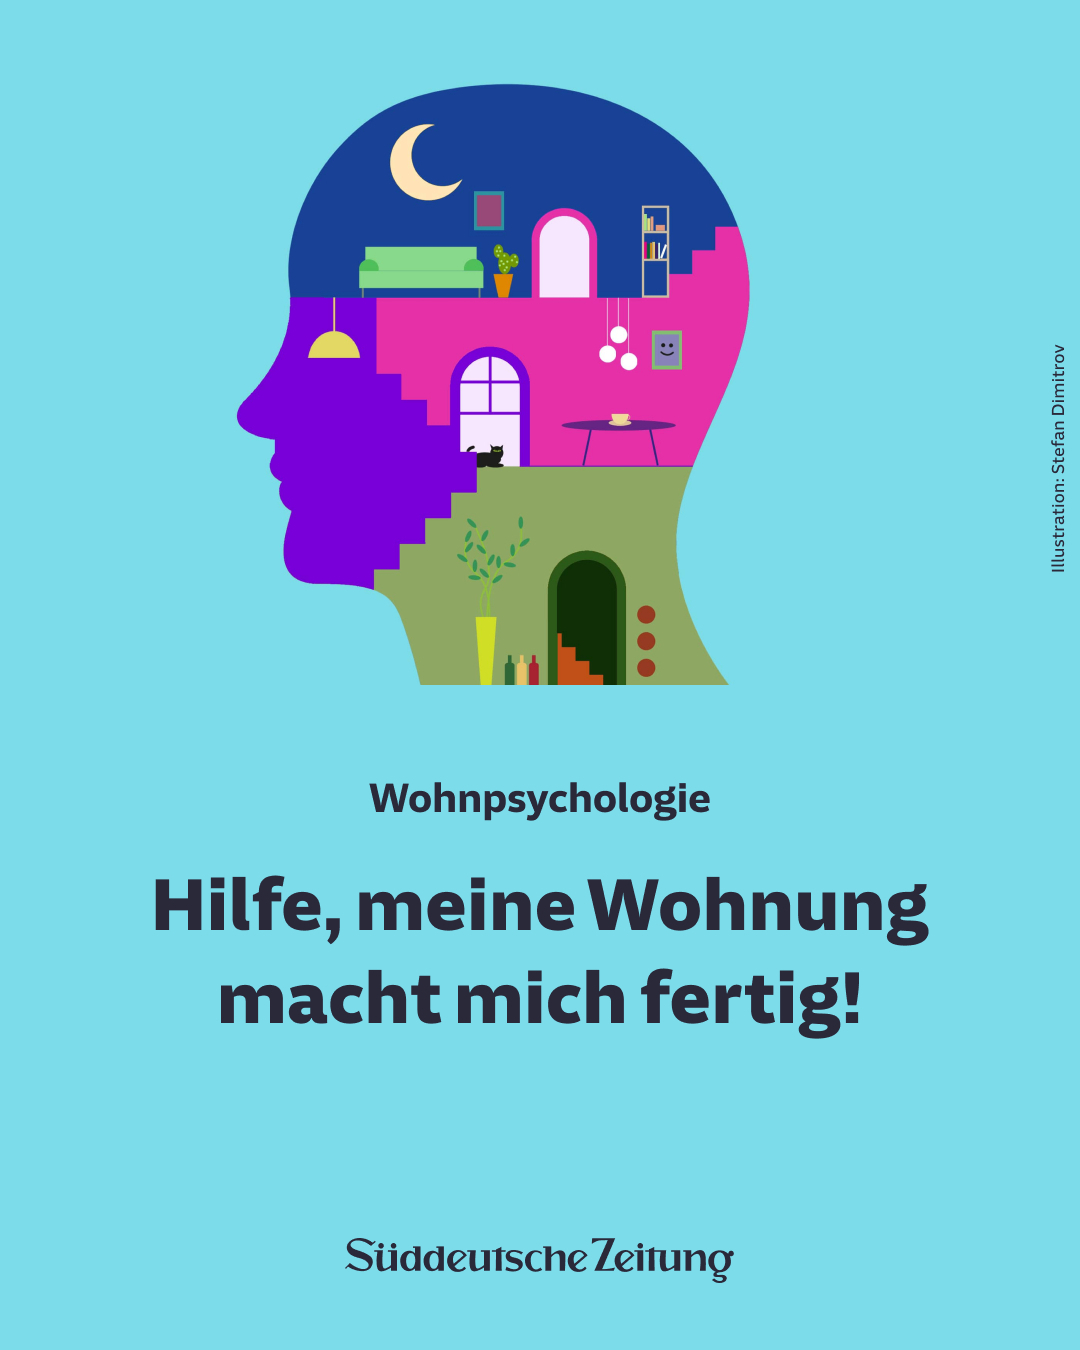 Illustration: Stefan Dimitrov
Wohnpsychologie
Hilfe, meine Wohnung
macht mich fertig!
Süddeutsche Zeitung